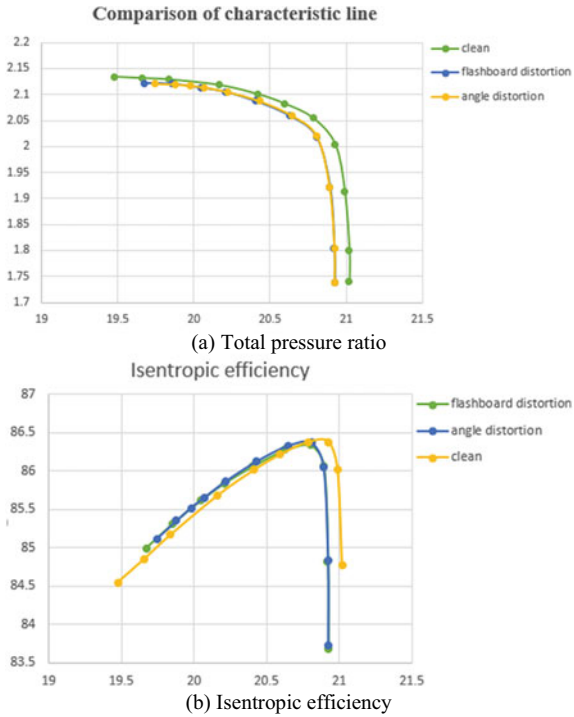 Comparison of characteristic line
2.2
2.15
2.1
2.05
2
1.95
1.9
1.85
1.8
1.75
1.7
19 19.5 20 20.5 21 21.5
clean
flashboard distortion
angle distortion
(a) Total pressure ratio
Isentropic efficiency
87
86.5
86
85.5
85
84.5
84
83.5
19 19.5 20 20.5 21 21.5
flashboard distortion
angle distortion
clean
(b) Isentropic efficiency